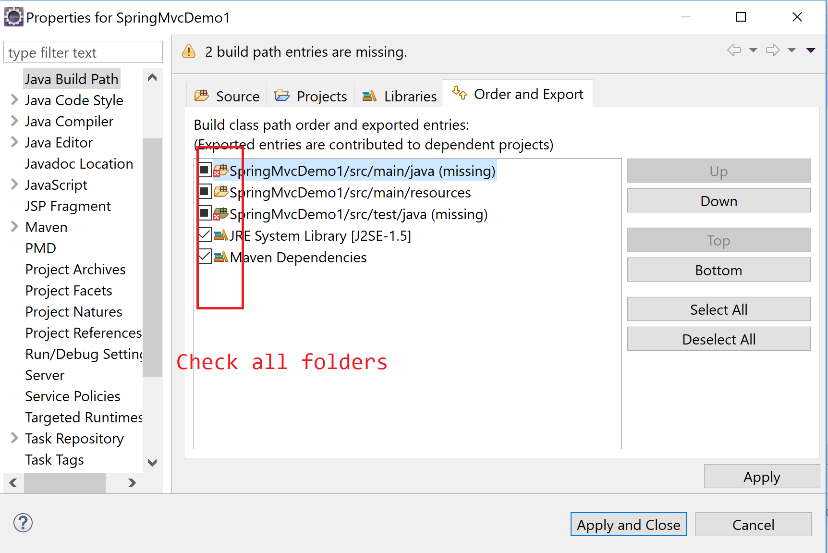 Properties for SpringMvcDemo1
type filter text
2 build path entries are missing.
Java Build Path
Java Code Style
Java Compiler
Java Editor
Javadoc Location
JavaScript
JSP Fragment
Maven
PMD
Project Archives
Project Facets
Project Natures
Project References
Run/Debug Setting
Server
Service Policies
Targeted Runtimes
Task Repository
Task Tags
Source
Projects
Libraries
Order and Export
Build class path order and exported entries:
(Exported entries are contributed to dependent projects)
SpringMvcDemo1/src/main/java (missing)
SpringMvcDemo1/src/main/resources
SpringMvcDemo1/src/test/java (missing)
JRE System Library [J2SE-1.5]
Maven Dependencies
Check all folders
Up
Down
Top
Bottom
Select All
Deselect All
Apply
Apply and Close
Cancel